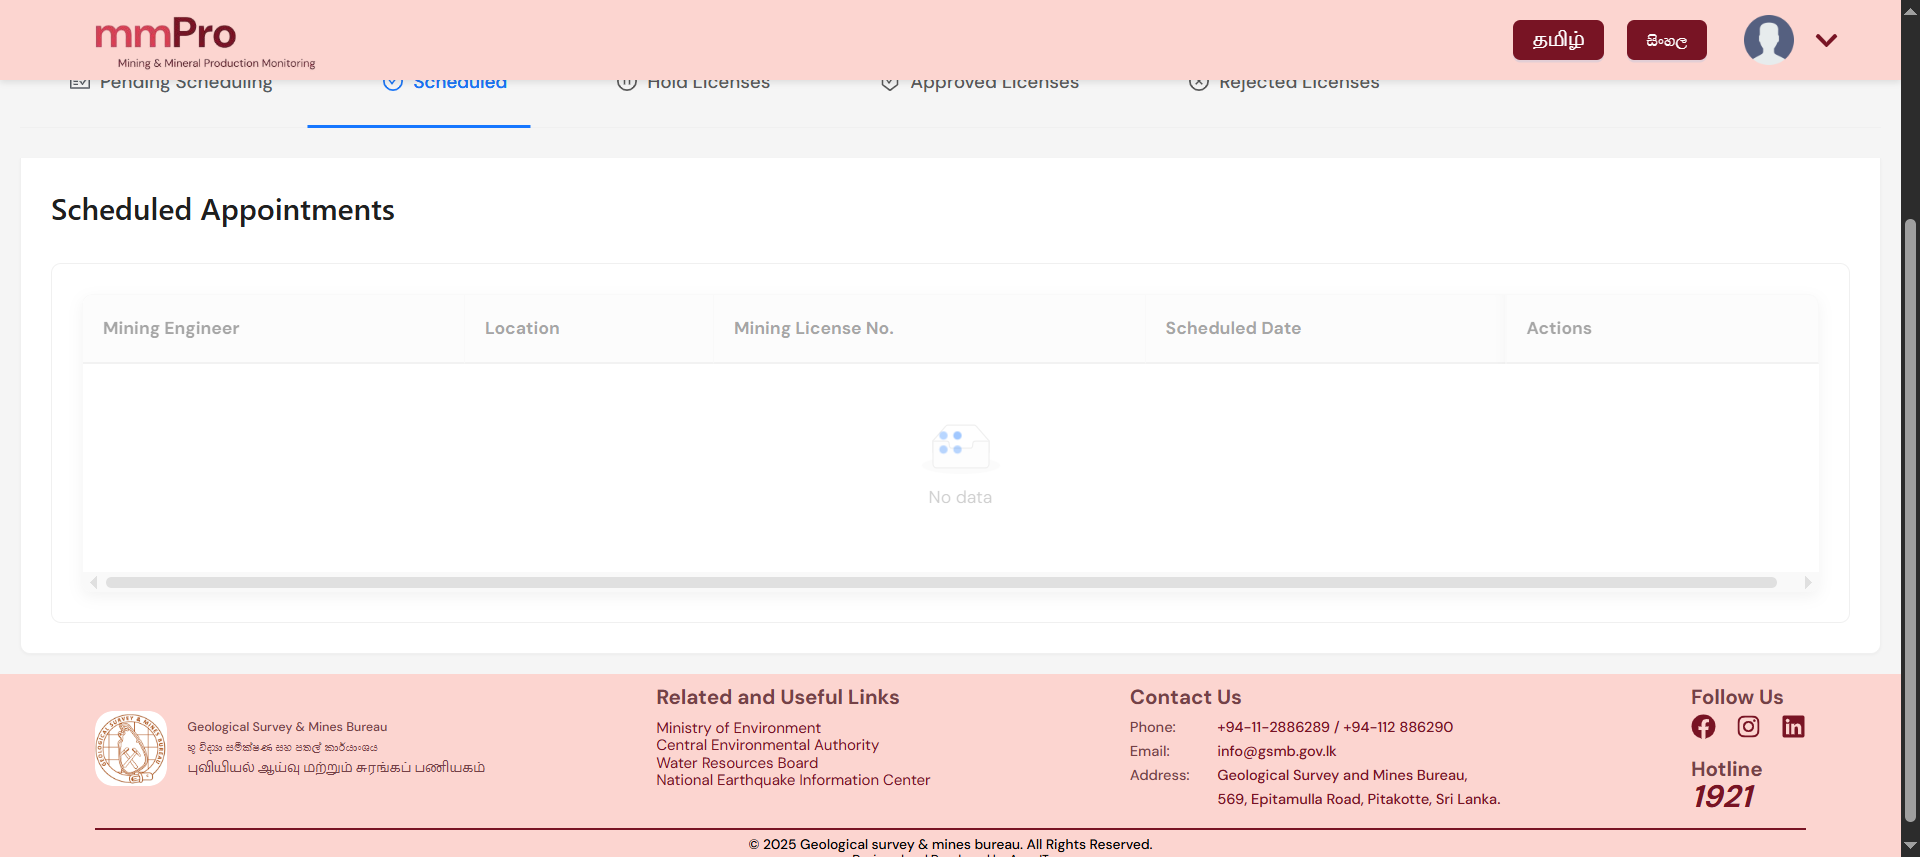 mmPro
Mining & Mineral Production Monitoring
தமிழ்
සිංහල
Pending Scheduling
Scheduled
Hold Licenses
Approved Licenses
Rejected Licenses
Scheduled Appointments
Mining Engineer
Location
Mining License No.
Scheduled Date
Actions
No data
Geological Survey & Mines Bureau
භූ විද්‍යා සමීක්ෂණ සහ පතල් කාර්යාංශය
புவியியல் ஆய்வு மற்றும் சுரங்கப் பணியகம்
Related and Useful Links
Ministry of Environment
Central Environmental Authority
Water Resources Board
National Earthquake Information Center
Contact Us
Phone: +94-11-2886289 / +94-112 886290
Email: info@gsmb.gov.lk
Address: Geological Survey and Mines Bureau,
569, Epitamulla Road, Pitakotte, Sri Lanka.
Follow Us
Hotline
1921
© 2025 Geological survey & mines bureau. All Rights Reserved.